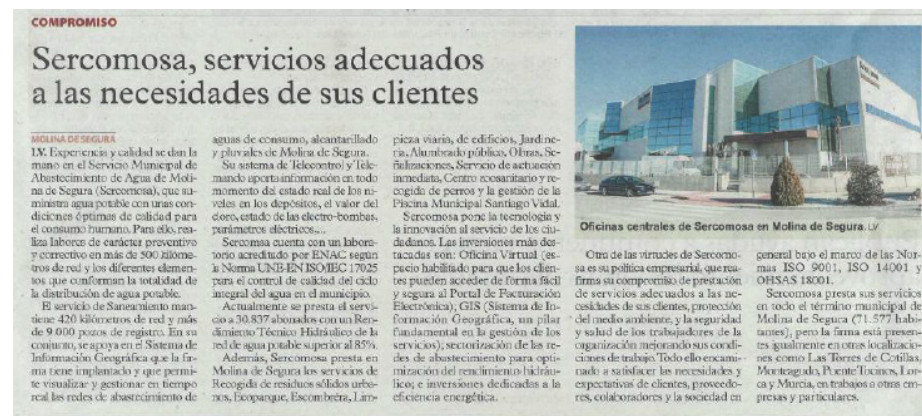 COMPROMISO
Sercomosa, servicios adecuados
a las necesidades de sus clientes
MOLINA DE SEGURA
LV. Experiencia y calidad se dan la
mano en el Servicio Municipal de
Abastecimiento de Agua de Moli-
na de Segura (Sercomosa), que su-
ministra agua potable con unas con-
diciones óptimas de calidad para
el consumo humano. Para ello, rea-
liza labores de carácter preventivo
y correctivo en más de 500 kilóme-
tros de red y los diferentes elemen-
tos que conforman la totalidad de
la distribución de agua potable.
El servicio de Saneamiento man-
tiene 420 kilómetros de red y más
de 9.000 pozos de registro. En su
conjunto, se apoya en el Sistema de
Información Geográfica que la fir-
ma tiene implantado y que permi-
te visualizar y gestionar en tiempo
real las redes de abastecimiento de
aguas de consumo, alcantarillado
y pluviales de Molina de Segura.
Su sistema de Telecontrol y Tele-
mando aporta información en todo
momento del estado real de los ni-
veles en los depósitos, el valor del
cloro, estado de las electro-bombas,
parámetros eléctricos,...
Sercomsa cuenta con un labora-
torio acreditado por ENAC según
la Norma UNE-EN ISO/IEC 17025
para el control de calidad del ciclo
integral del agua en el municipio.
Actualmente se presta el servi-
cio a 30.837 abonados con un Ren-
dimiento Técnico Hidráulico de la
red de agua potable superior al 85%.
Además, Sercomosa presta en
Molina de Segura los servicios de
Recogida de residuos sólidos urba-
nos, Ecoparque, Escombrera, Lim-
pieza viaria, de edificios, Jardine-
ría, Alumbrado público, Obras, Se-
ñalizaciones, Servicio de actuación
inmediata, Centro zoosanitario y re-
cogida de perros y la gestión de la
Piscina Municipal Santiago Vidal.
Sercomosa pone la tecnología y
la innovación al servicio de los ciu-
dadanos. Las inversiones más des-
tacadas son: Oficina Virtual (es-
pacio habilitado para que los clien-
tes pueden acceder de forma fácil
y segura al Portal de Facturación
Electrónica); GIS (Sistema de In-
formación Geográfica, un pilar
fundamental en la gestión de los
servicios); sectorización de las re-
des de abastecimiento para opti-
mización del rendimiento hidráu-
lico; e inversiones dedicadas a la
eficiencia energética.
Oficinas centrales de Sercomosa en Molina de Segura. LV
Otra de las virtudes de Sercomo-
sa es su política empresarial, que rea-
firma su compromiso de prestación
de servicios adecuados a las ne-
cesidades de sus clientes, protección
del medio ambiente, y la seguridad
y salud de los trabajadores de la
organización mejorando sus condi-
ciones de trabajo. Todo ello encami-
nado a satisfacer las necesidades y
expectativas de clientes, proveedo-
res, colaboradores y la sociedad en
general bajo el marco de las Nor-
mas ISO 9001, ISO 14001 y
OHSAS 18001.
Sercomosa presta sus servicios
en todo el término municipal de
Molina de Segura (71.577 habi-
tantes), pero la firma está presen-
tes igualmente en otras localizacio-
nes como Las Torres de Cotillas,
Monteagudo, Puente Tocinos, Lor-
ca y Murcia, en trabajos a otras em-
presas y particulares.